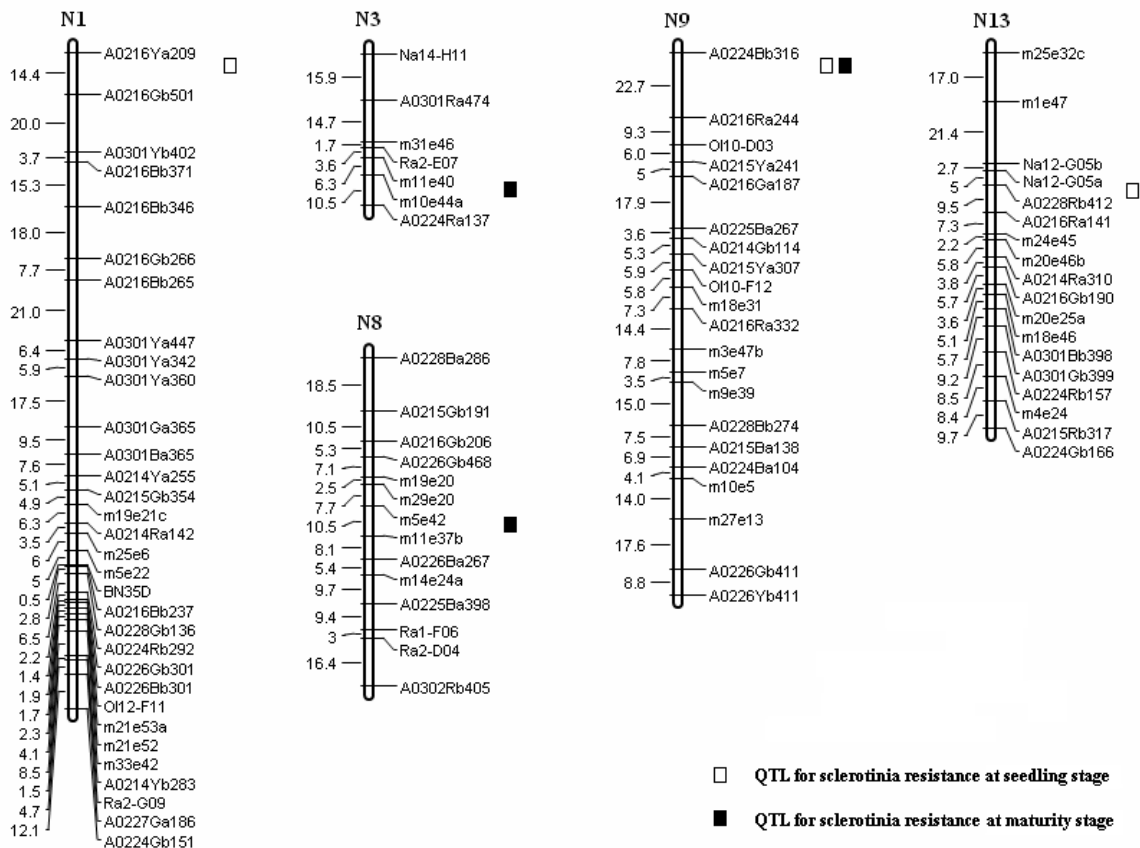 N1
A0216Ya209
14.4
A0216Gb501
20.0
A0301Yb402
3.7
A0216Bb371
15.3
A0216Bb346
18.0
A0216Gb266
7.7
A0216Bb265
21.0
A0301Ya447
6.4
A0301Ya342
5.9
A0301Ya360
17.5
A0301Ga365
9.5
A0301Ba365
7.6
A0214Ya255
5.1
A0215Gb354
4.9
m19e21c
6.3
A0214Ra142
3.5
m25e6
6
m5e22
5
BN35D
0.5
A0216Bb237
2.8
A0228Gb136
6.5
A0224Rb292
2.2
A0226Gb301
1.4
A0226Bb301
1.9
Ol12-F11
1.7
m21e53a
2.3
m21e52
4.1
m33e42
8.5
A0214Yb283
1.5
Ra2-G09
4.7
A0227Ga186
12.1
A0224Gb151
N3
Na14-H11
15.9
A0301Ra474
14.7
m31e46
1.7
Ra2-E07
3.6
m11e40
6.3
m10e44a
10.5
A0224Ra137
N8
A0228Ba286
18.5
A0215Gb191
10.5
A0216Gb206
5.3
A0226Gb468
7.1
m19e20
2.5
m29e20
7.7
m5e42
10.5
m11e37b
8.1
A0226Ba267
5.4
m14e24a
9.7
A0225Ba398
9.4
Ra1-F06
3
Ra2-D04
16.4
A0302Rb405
N9
A0224Bb316
22.7
A0216Ra244
9.3
Ol10-D03
6.0
A0215Ya241
5
A0216Ga187
17.9
A0225Ba267
3.6
A0214Gb114
5.3
A0215Ya307
5.9
Ol10-F12
5.8
m18e31
7.3
A0216Ra332
14.4
m3e47b
7.8
m5e7
3.5
m9e39
15.0
A0228Bb274
7.5
A0215Ba138
6.9
A0224Ba104
4.1
m10e5
14.0
m27e13
17.6
A0226Gb411
8.8
A0226Yb411
N13
m25e32c
17.0
m1e47
21.4
Na12-G05b
2.7
Na12-G05a
5
A0228Rb412
9.5
A0216Ra141
7.3
m24e45
2.2
m20e46b
5.8
A0214Ra310
3.8
A0216Gb190
5.7
m20e25a
3.6
m18e46
5.1
A0301Bb398
5.7
A0301Gb399
9.2
A0224Rb157
8.5
m4e24
8.4
A0215Rb317
9.7
A0224Gb166
QTL for sclerotinia resistance at seedling stage
QTL for sclerotinia resistance at maturity stage